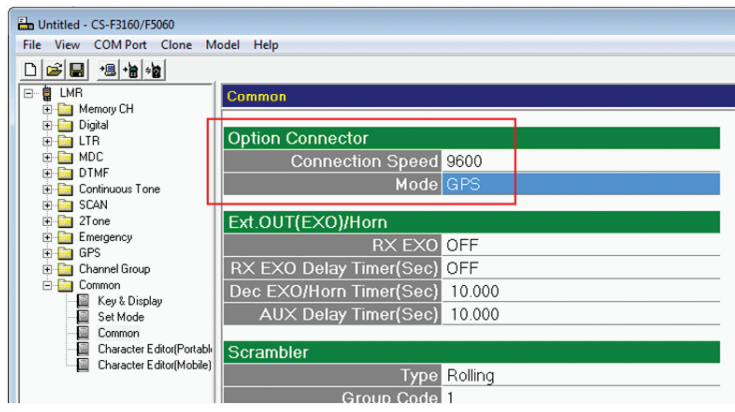 Untitled - CS-F3160/F5060
File View COM Port Clone Model Help
LMR
Memory CH
Digital
LTR
MDC
DTMF
Continuous Tone
SCAN
2Tone
Emergency
GPS
Channel Group
Common
Key & Display
Set Mode
Common
Character Editor(Portabl
Character Editor(Mobile)
Common
Option Connector
Connection Speed 9600
Mode GPS
Ext.OUT(EXO)/Horn
RX EXO OFF
RX EXO Delay Timer(Sec) OFF
Dec EXO/Horn Timer(Sec) 10.000
AUX Delay Timer(Sec) 10.000
Scrambler
Type Rolling
Group Code 1